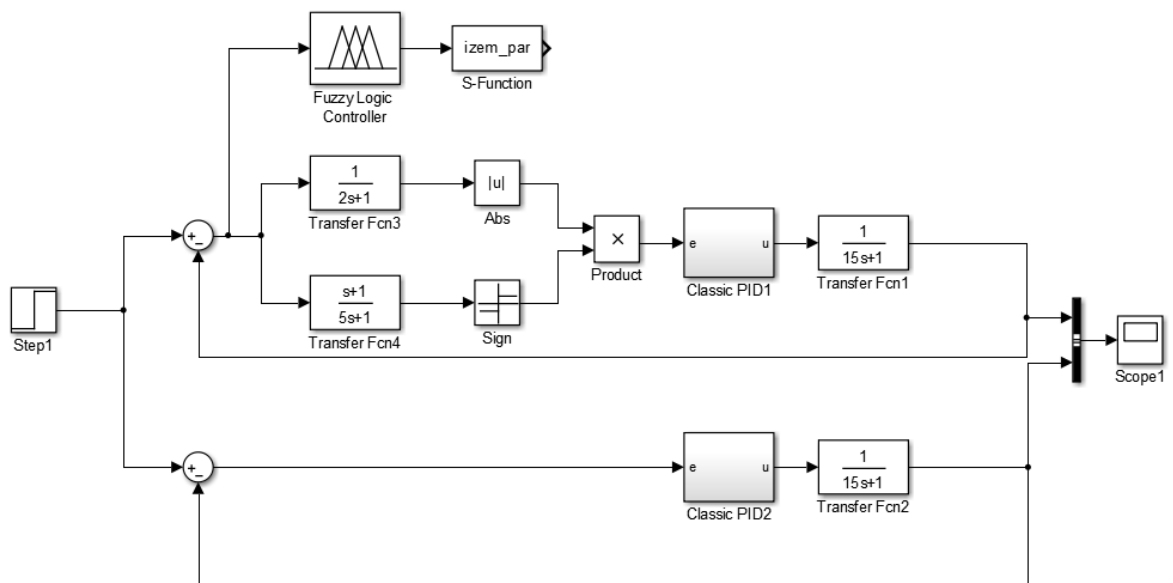 izem_par
S-Function
Fuzzy Logic
Controller
1
2s+1
Transfer Fcn3
|u|
Abs
+
−
×
Product
e
u
Classic PID1
1
15s+1
Transfer Fcn1
Step1
s+1
5s+1
Transfer Fcn4
Sign
Scope1
+
−
e
u
Classic PID2
1
15s+1
Transfer Fcn2